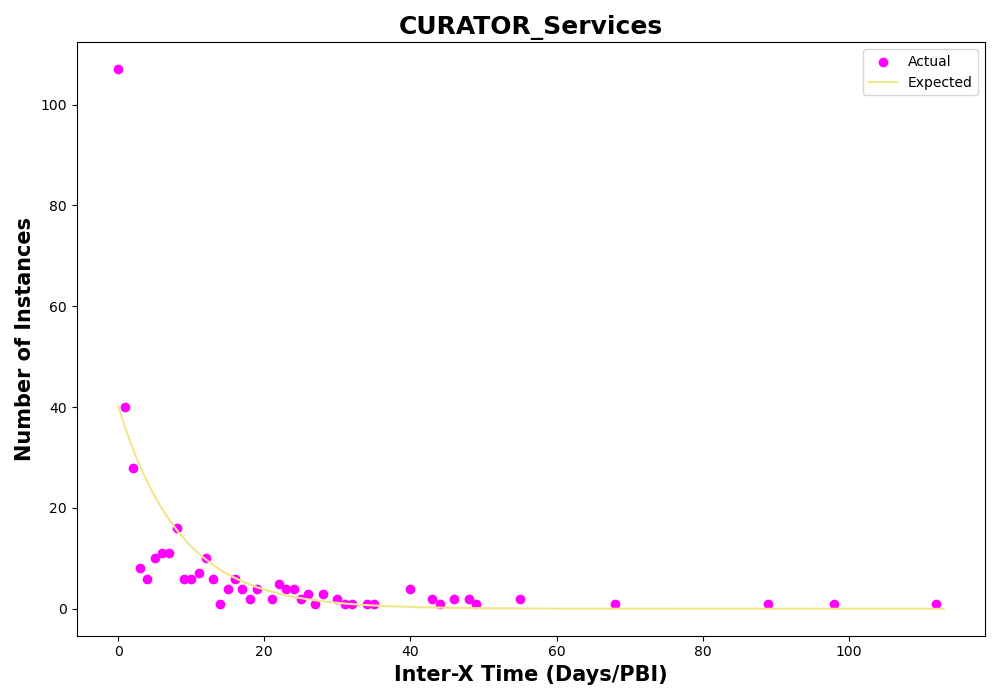 CURATOR_Services
Actual
Expected
Number of Instances
100
80
60
40
20
0
0 20 40 60 80 100
Inter-X Time (Days/PBI)